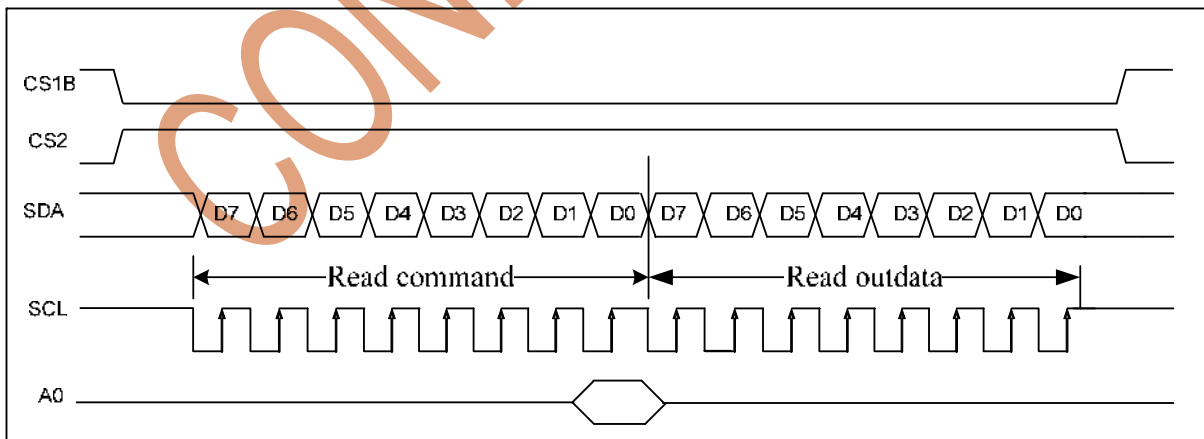 CON
CS1B
CS2
SDA
D7 D6 D5 D4 D3 D2 D1 D0 D7 D6 D5 D4 D3 D2 D1 D0
Read command
Read outdata
SCL
A0